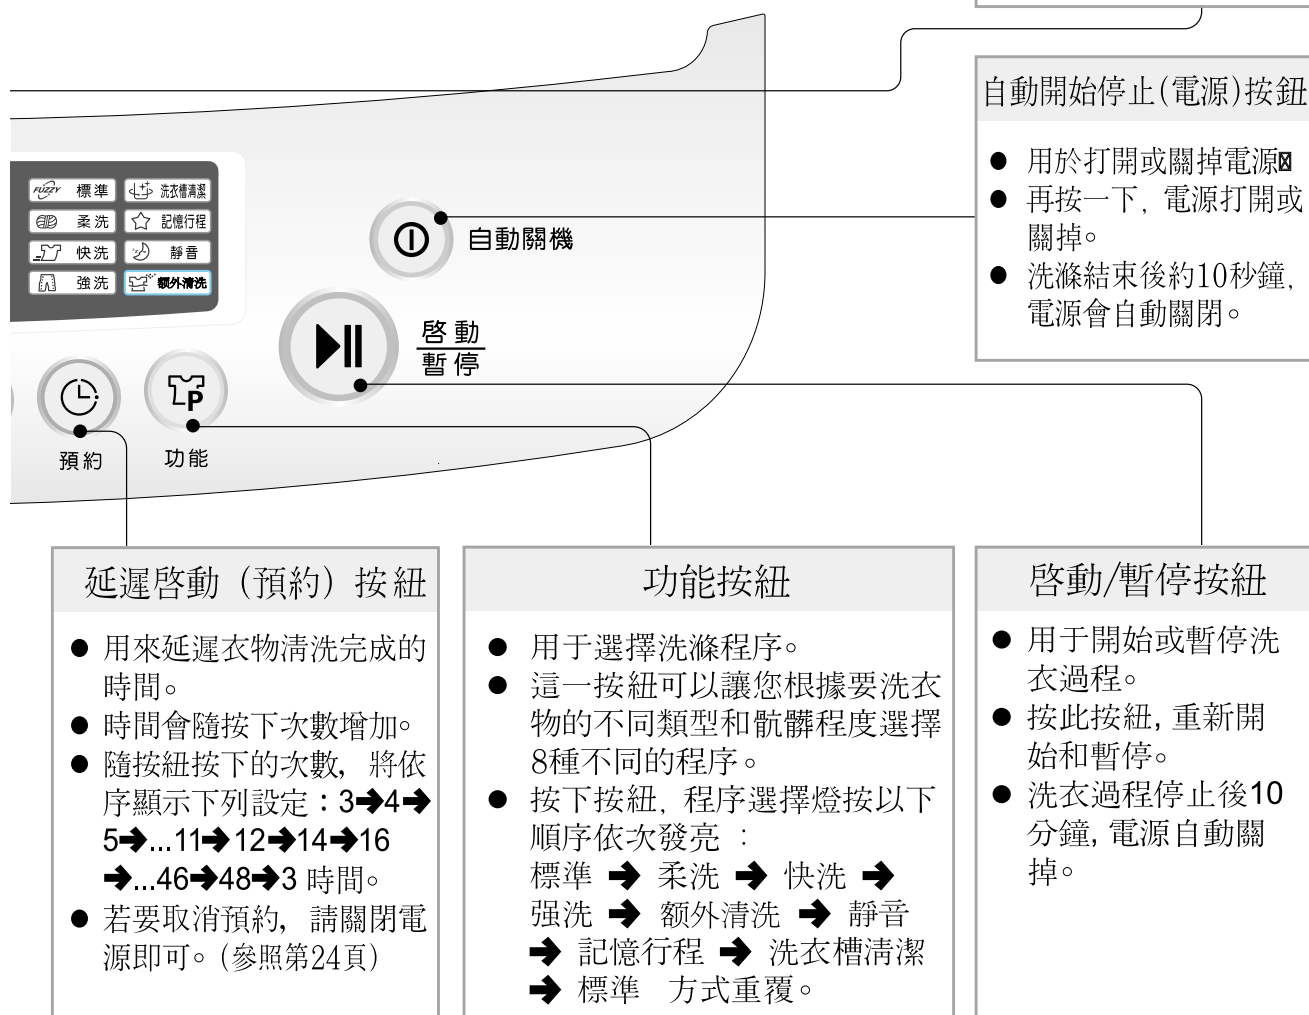 自動開始停止(電源)按鈕
● 用於打開或關掉電源
● 再按一下, 電源打開或
關掉。
● 洗滌結束後約10秒鐘,
電源會自動關閉。
FUZZY 標準 洗衣槽清潔
柔洗 記憶行程
快洗 靜音
強洗 額外清洗
自動關機
啓動
暫停
預約
P
功能
延遲啓動 (預約) 按紐
● 用來延遲衣物清洗完成的
時間。
● 時間會隨按下次數增加。
● 隨按紐按下的次數, 將依
序顯示下列設定：3➔4➔
5➔...11➔12➔14➔16
➔...46➔48➔3 時間。
● 若要取消預約, 請關閉電
源即可。(參照第24頁)
功能按紐
● 用于選擇洗滌程序。
● 這一按紐可以讓您根據要洗衣
物的不同類型和骯髒程度選擇
8種不同的程序。
● 按下按紐, 程序選擇燈按以下
順序依次發亮：
標準 ➔ 柔洗 ➔ 快洗 ➔
强洗 ➔ 额外清洗 ➔ 靜音
➔ 記憶行程 ➔ 洗衣槽清潔
➔ 標準 方式重覆。
啓動/暫停按紐
● 用于開始或暫停洗
衣過程。
● 按此按紐, 重新開
始和暫停。
● 洗衣過程停止後10
分鐘, 電源自動關
掉。